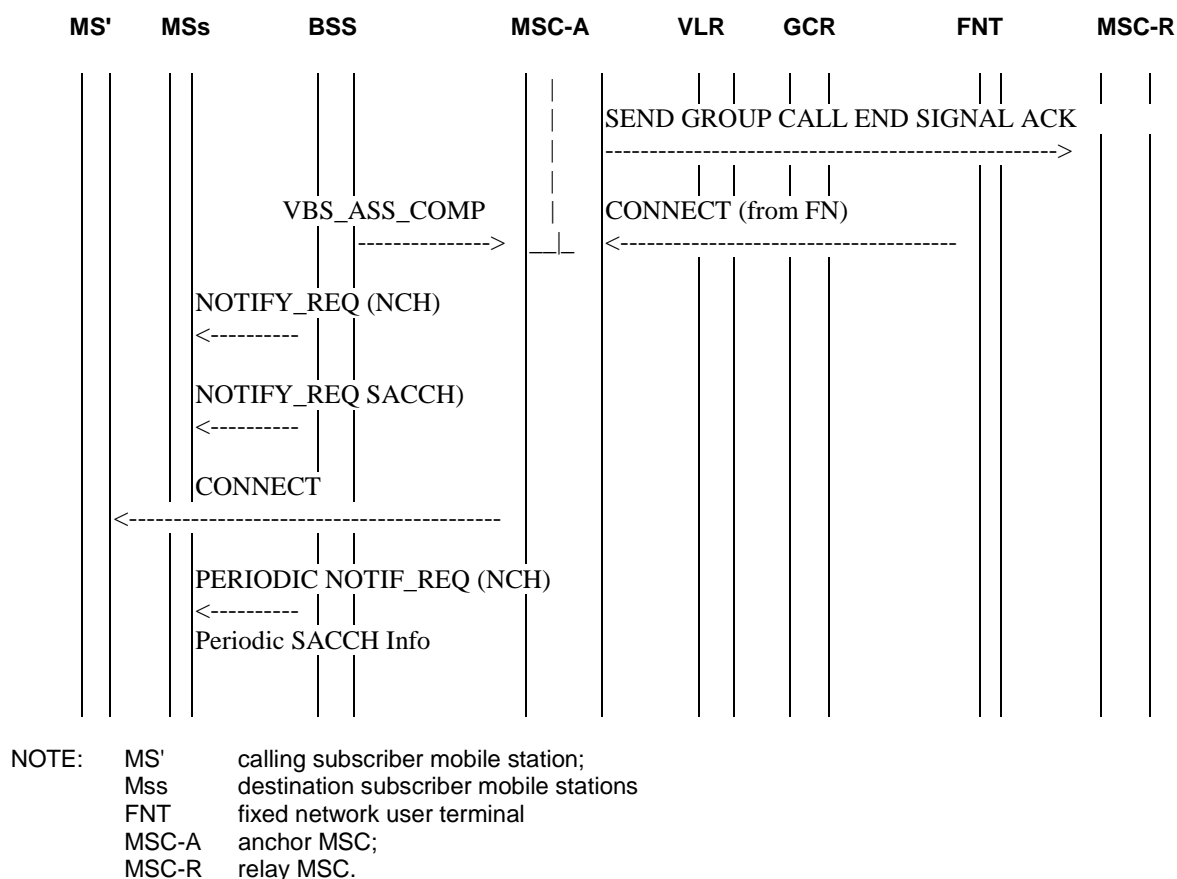 MS' MSs BSS MSC-A VLR GCR FNT MSC-R
SEND GROUP CALL END SIGNAL ACK
------------------------------------------------->
VBS_ASS_COMP CONNECT (from FN)
---------------> __|_ <------------------------------------
NOTIFY_REQ (NCH)
<----------
NOTIFY_REQ SACCH)
<----------
CONNECT
<-----------------------------------------
PERIODIC NOTIF_REQ (NCH)
<----------
Periodic SACCH Info
NOTE: MS' calling subscriber mobile station;
Mss destination subscriber mobile stations
FNT fixed network user terminal
MSC-A anchor MSC;
MSC-R relay MSC.